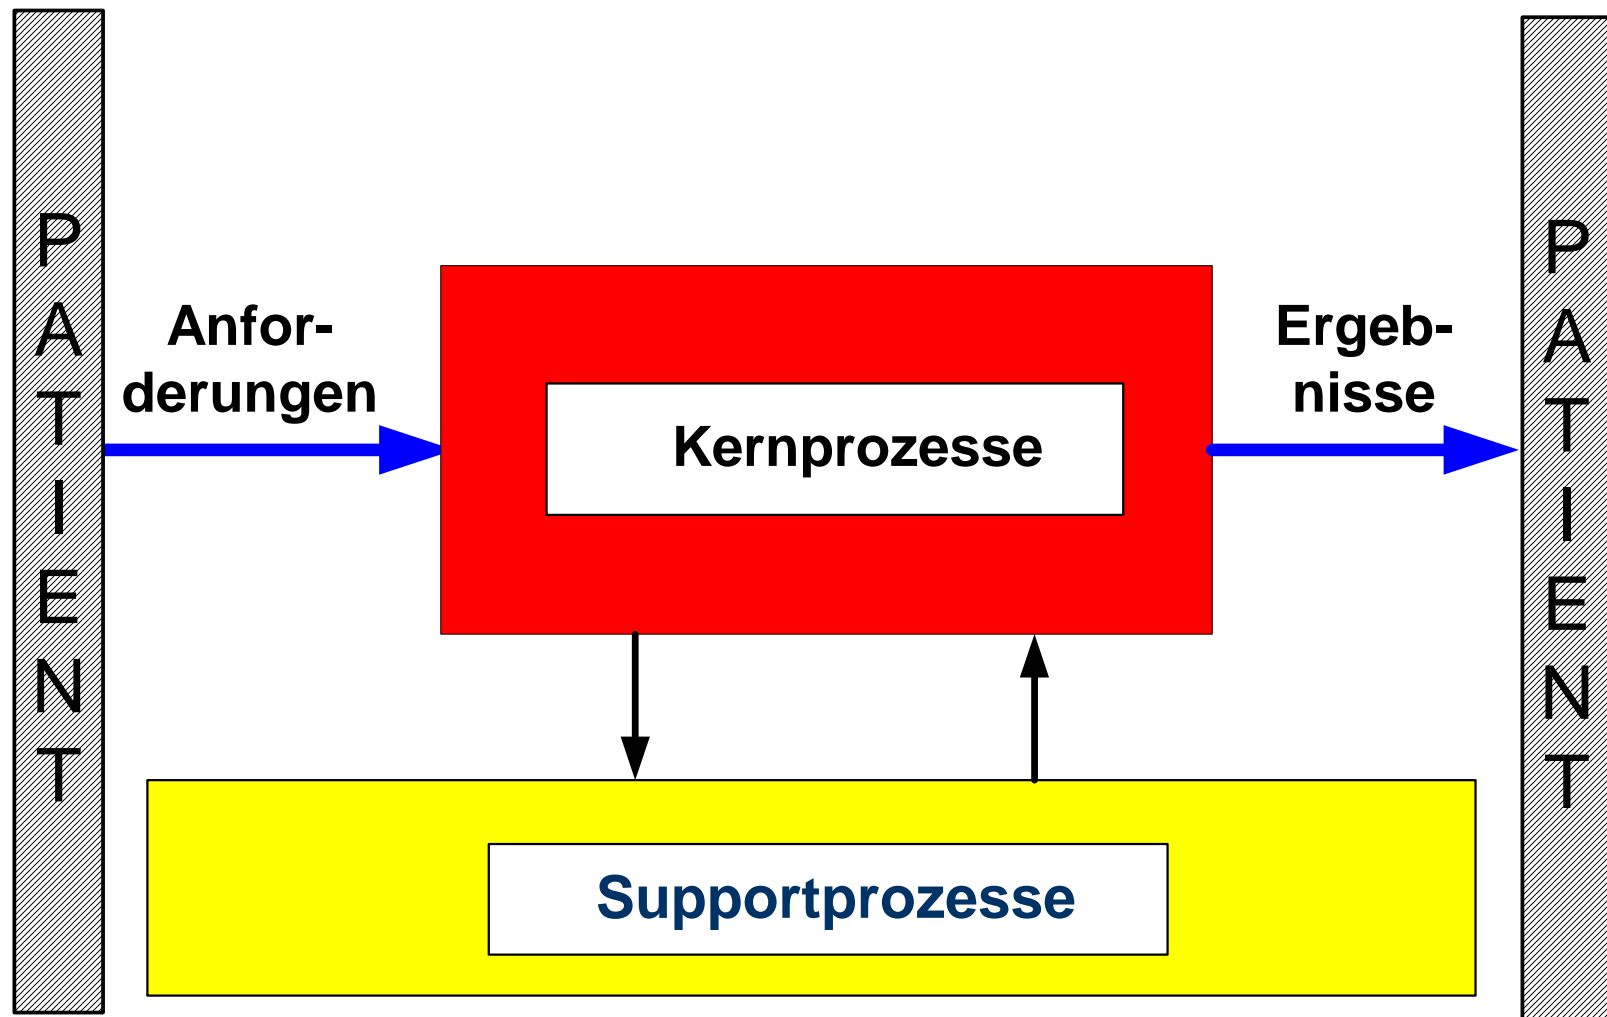 PATIENT
Anfor-
derungen
Kernprozesse
Ergeb-
nisse
PATIENT
Supportprozesse